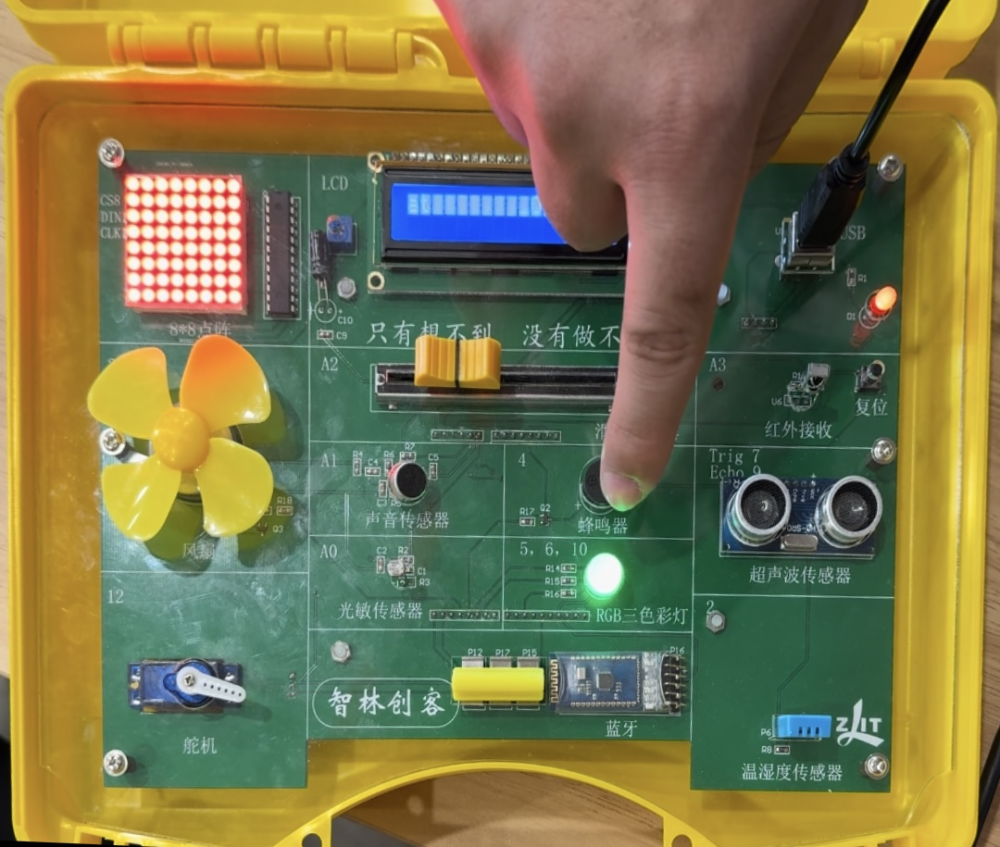 LCD
CS8
DIN
CLK
USB
R1
D1
C10
C9
8*8点阵
只有想不到 没有做不
A2
A3
U6
复位
红外接收
A1
R4
C4
R6
R7
C5
C3
声音传感器
4
R17
Q2
蜂鸣器
Trig 7
Echo 9
超声波传感器
R18
Q3
风扇
A0
C2
R2
C1
R3
光敏传感器
5, 6, 10
R14
R15
R16
RGB三色彩灯
12
舵机
2
P12
P17
P15
P16
智林创客
蓝牙
P6
R8
ZLIT
温湿度传感器